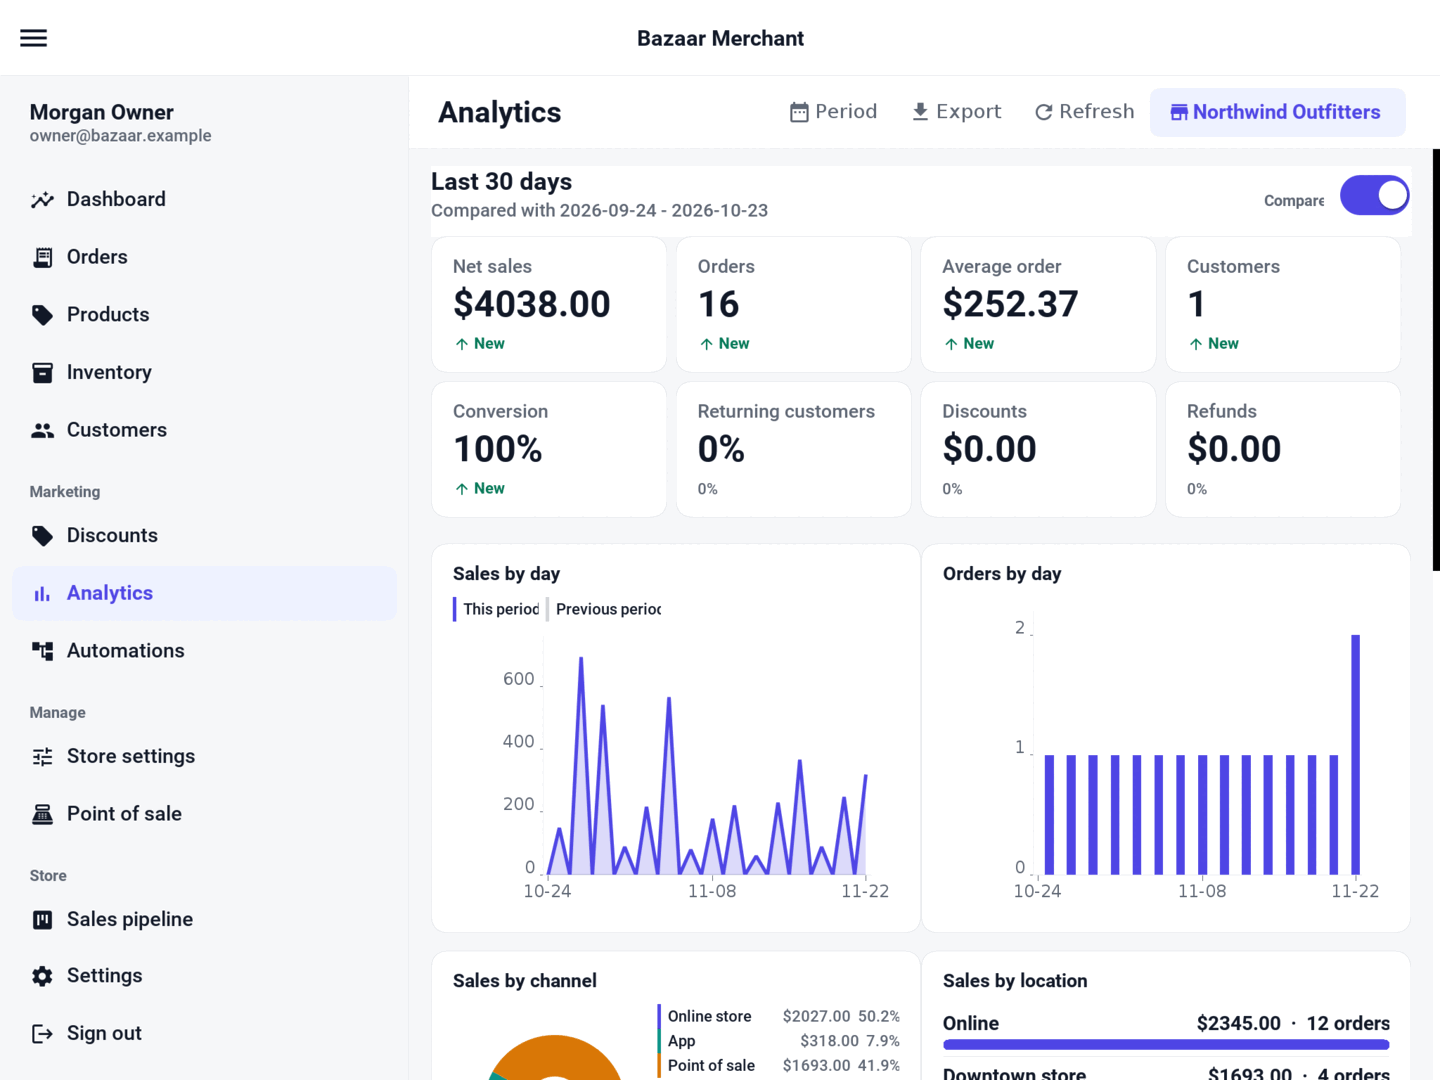 Bazaar Merchant
Morgan Owner
owner@bazaar.example
Dashboard
Orders
Products
Inventory
Customers
Marketing
Discounts
Analytics
Automations
Manage
Store settings
Point of sale
Store
Sales pipeline
Settings
Sign out
Analytics
Period
Export
Refresh
Northwind Outfitters
Last 30 days
Compared with 2026-09-24 - 2026-10-23
Compare
Net sales
$4038.00
New
Orders
16
New
Average order
$252.37
New
Customers
1
New
Conversion
100%
New
Returning customers
0%
0%
Discounts
$0.00
0%
Refunds
$0.00
0%
Sales by day
This period
Previous period
600
400
200
0
10-24 11-08 11-22
Orders by day
2
1
0
10-24 11-08 11-22
Sales by channel
Online store $2027.00 50.2%
App $318.00 7.9%
Point of sale $1693.00 41.9%
Sales by location
Online $2345.00 · 12 orders
Downtown store $1693.00 · 4 orders